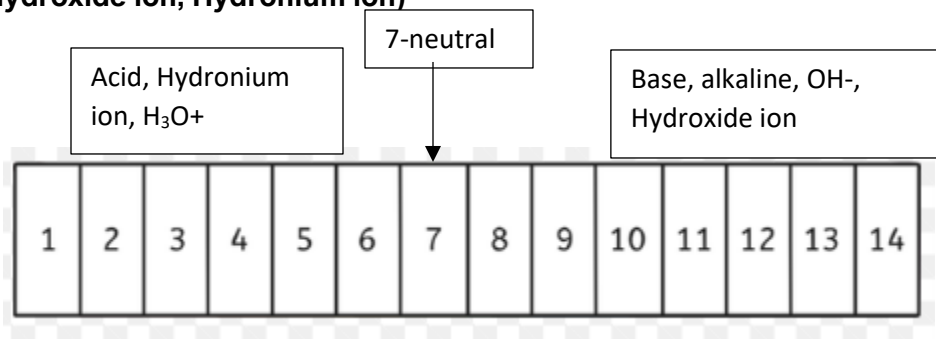 ydroxide ion, Hydronium ion)
7-neutral
Acid, Hydronium
ion, H₃O+
Base, alkaline, OH-,
Hydroxide ion
1 2 3 4 5 6 7 8 9 10 11 12 13 14